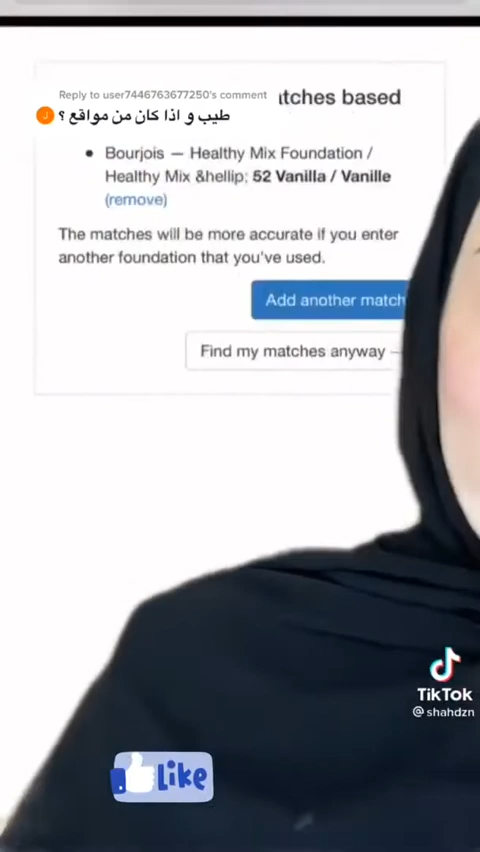 Reply to user7446763677250's comment
طيب و اذا كان من مواقع ؟
tches based
Bourjois — Healthy Mix Foundation /
Healthy Mix &hellip; 52 Vanilla / Vanille
(remove)
The matches will be more accurate if you enter
another foundation that you've used.
Add another match
Find my matches anyway —
TikTok
@shahdzn
Like